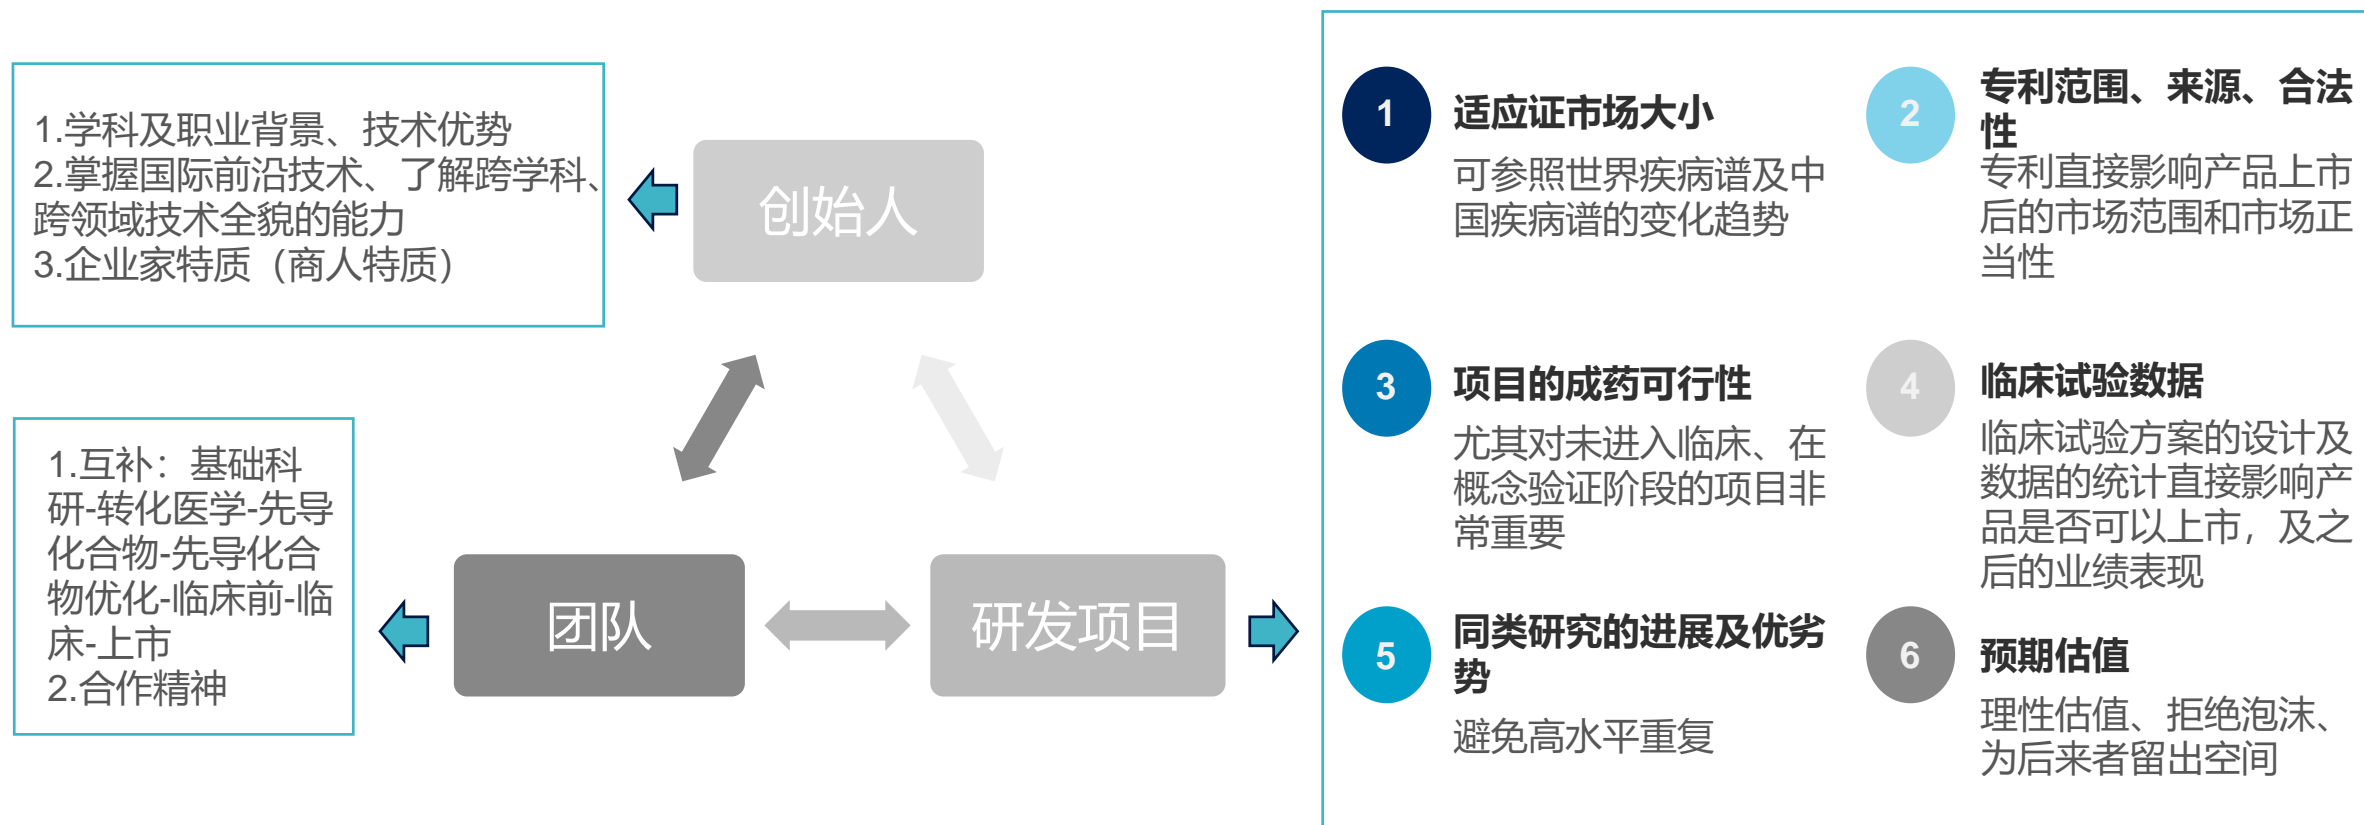 1.学科及职业背景、技术优势
2.掌握国际前沿技术、了解跨学科、
跨领域技术全貌的能力
3.企业家特质（商人特质）
创始人
1.互补：基础科
研-转化医学-先导
化合物-先导化合
物优化-临床前-临
床-上市
2.合作精神
团队
研发项目
1
适应证市场大小
可参照世界疾病谱及中
国疾病谱的变化趋势
2
专利范围、来源、合法
性
专利直接影响产品上市
后的市场范围和市场正
当性
3
项目的成药可行性
尤其对未进入临床、在
概念验证阶段的项目非
常重要
4
临床试验数据
临床试验方案的设计及
数据的统计直接影响产
品是否可以上市，及之
后的业绩表现
5
同类研究的进展及优劣
势
避免高水平重复
6
预期估值
理性估值、拒绝泡沫、
为后来者留出空间